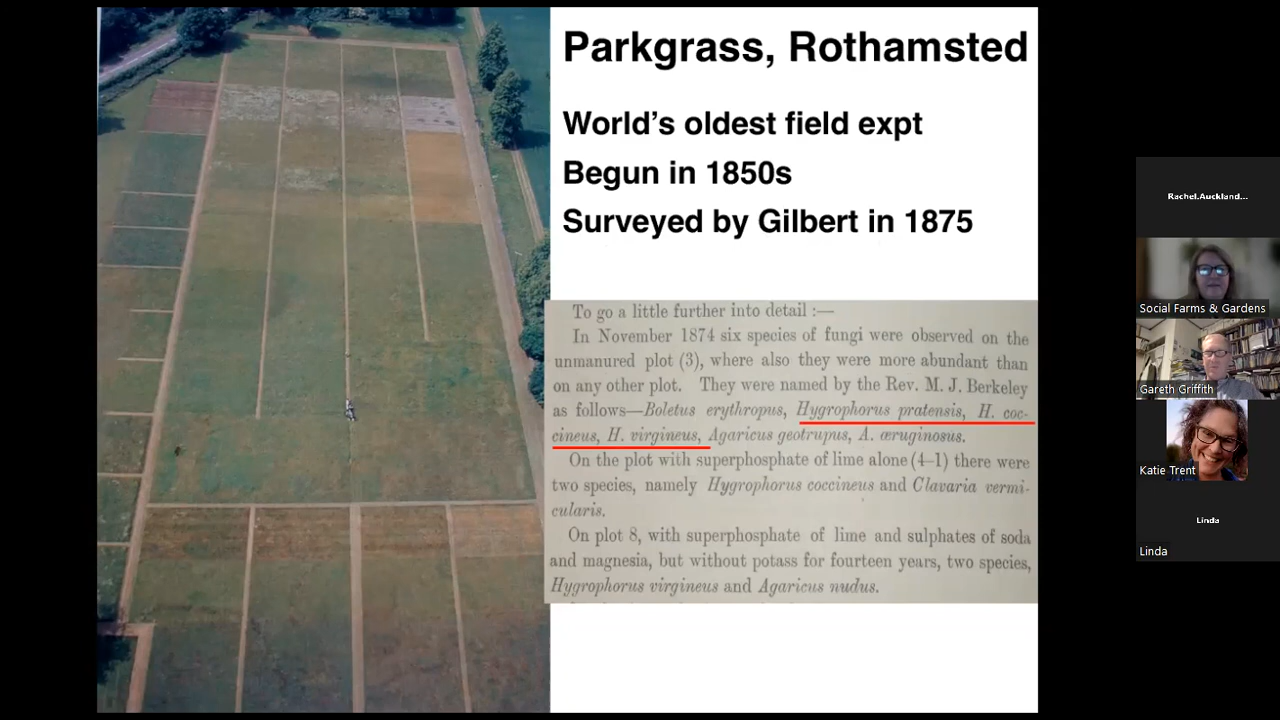 Parkgrass, Rothamsted
World's oldest field expt
Begun in 1850s
Surveyed by Gilbert in 1875
To go a little further into detail :—
In November 1874 six species of fungi were observed on the
unmanured plot (3), where also they were more abundant than
on any other plot. They were named by the Rev. M. J. Berkeley
as follows—Boletus erythropus, Hygrophorus pratensis, H. coc-
cineus, H. virgineus, Agaricus geotrupus, A. æruginosus.
On the plot with superphosphate of lime alone (4–1) there were
two species, namely Hygrophorus coccineus and Clavaria vermi-
cularis.
On plot 8, with superphosphate of lime and sulphates of soda
and magnesia, but without potass for fourteen years, two species,
Hygrophorus virgineus and Agaricus nudus.
Rachel.Auckland...
Social Farms & Gardens
Gareth Griffith
Katie Trent
Linda
Linda